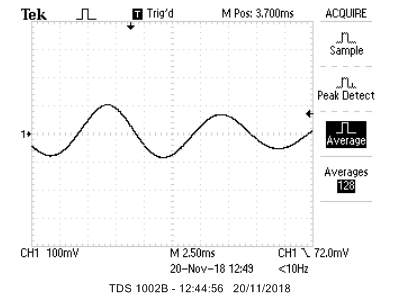 Tek T Trig'd M Pos: 3.700ms ACQUIRE
Sample
Peak Detect
Average
Averages
128
1
CH1 100mV M 2.50ms CH1 72.0mV
20-Nov-18 12:49 <10Hz
TDS 1002B - 12:44:56 20/11/2018